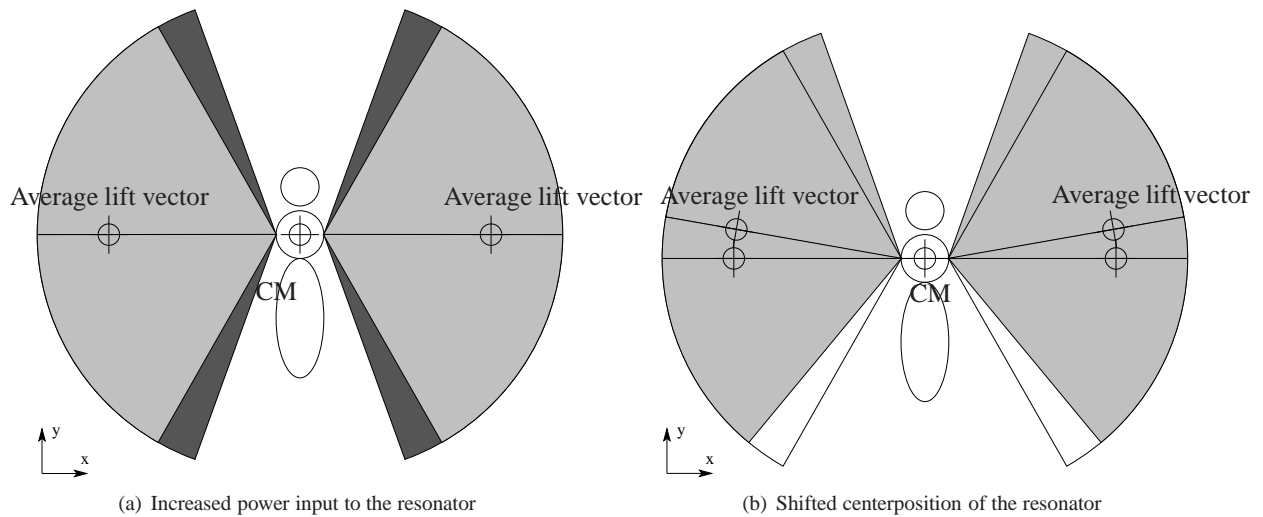 Average lift vector
Average lift vector
CM
y
x
(a) Increased power input to the resonator
Average lift vector
Average lift vector
CM
y
x
(b) Shifted centerposition of the resonator